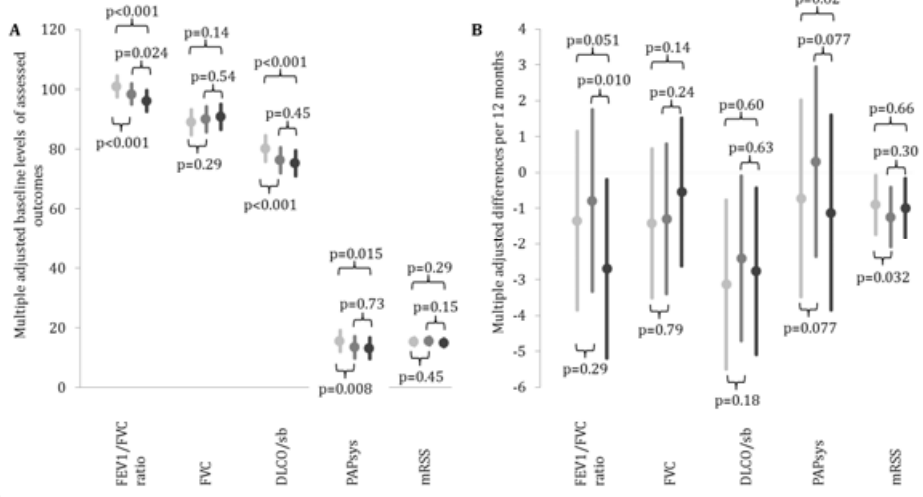 A
Multiple adjusted baseline levels of assessed
outcomes
120
100
80
60
40
20
0
p<0.001
p=0.024
p<0.001
p=0.14
p=0.54
p=0.29
p<0.001
p=0.45
p<0.001
p=0.015
p=0.73
p=0.008
p=0.29
p=0.15
p=0.45
FEV1/FVC
ratio
FVC
DLCO/sb
PAPsys
mRSS
B
Multiple adjusted differences per 12 months
4
3
2
1
0
-1
-2
-3
-4
-5
-6
p=0.051
p=0.010
p=0.29
p=0.14
p=0.24
p=0.79
p=0.60
p=0.63
p=0.18
p=0.077
p=0.077
p=0.66
p=0.30
p=0.032
FEV1/FVC
ratio
FVC
DLCO/sb
PAPsys
mRSS